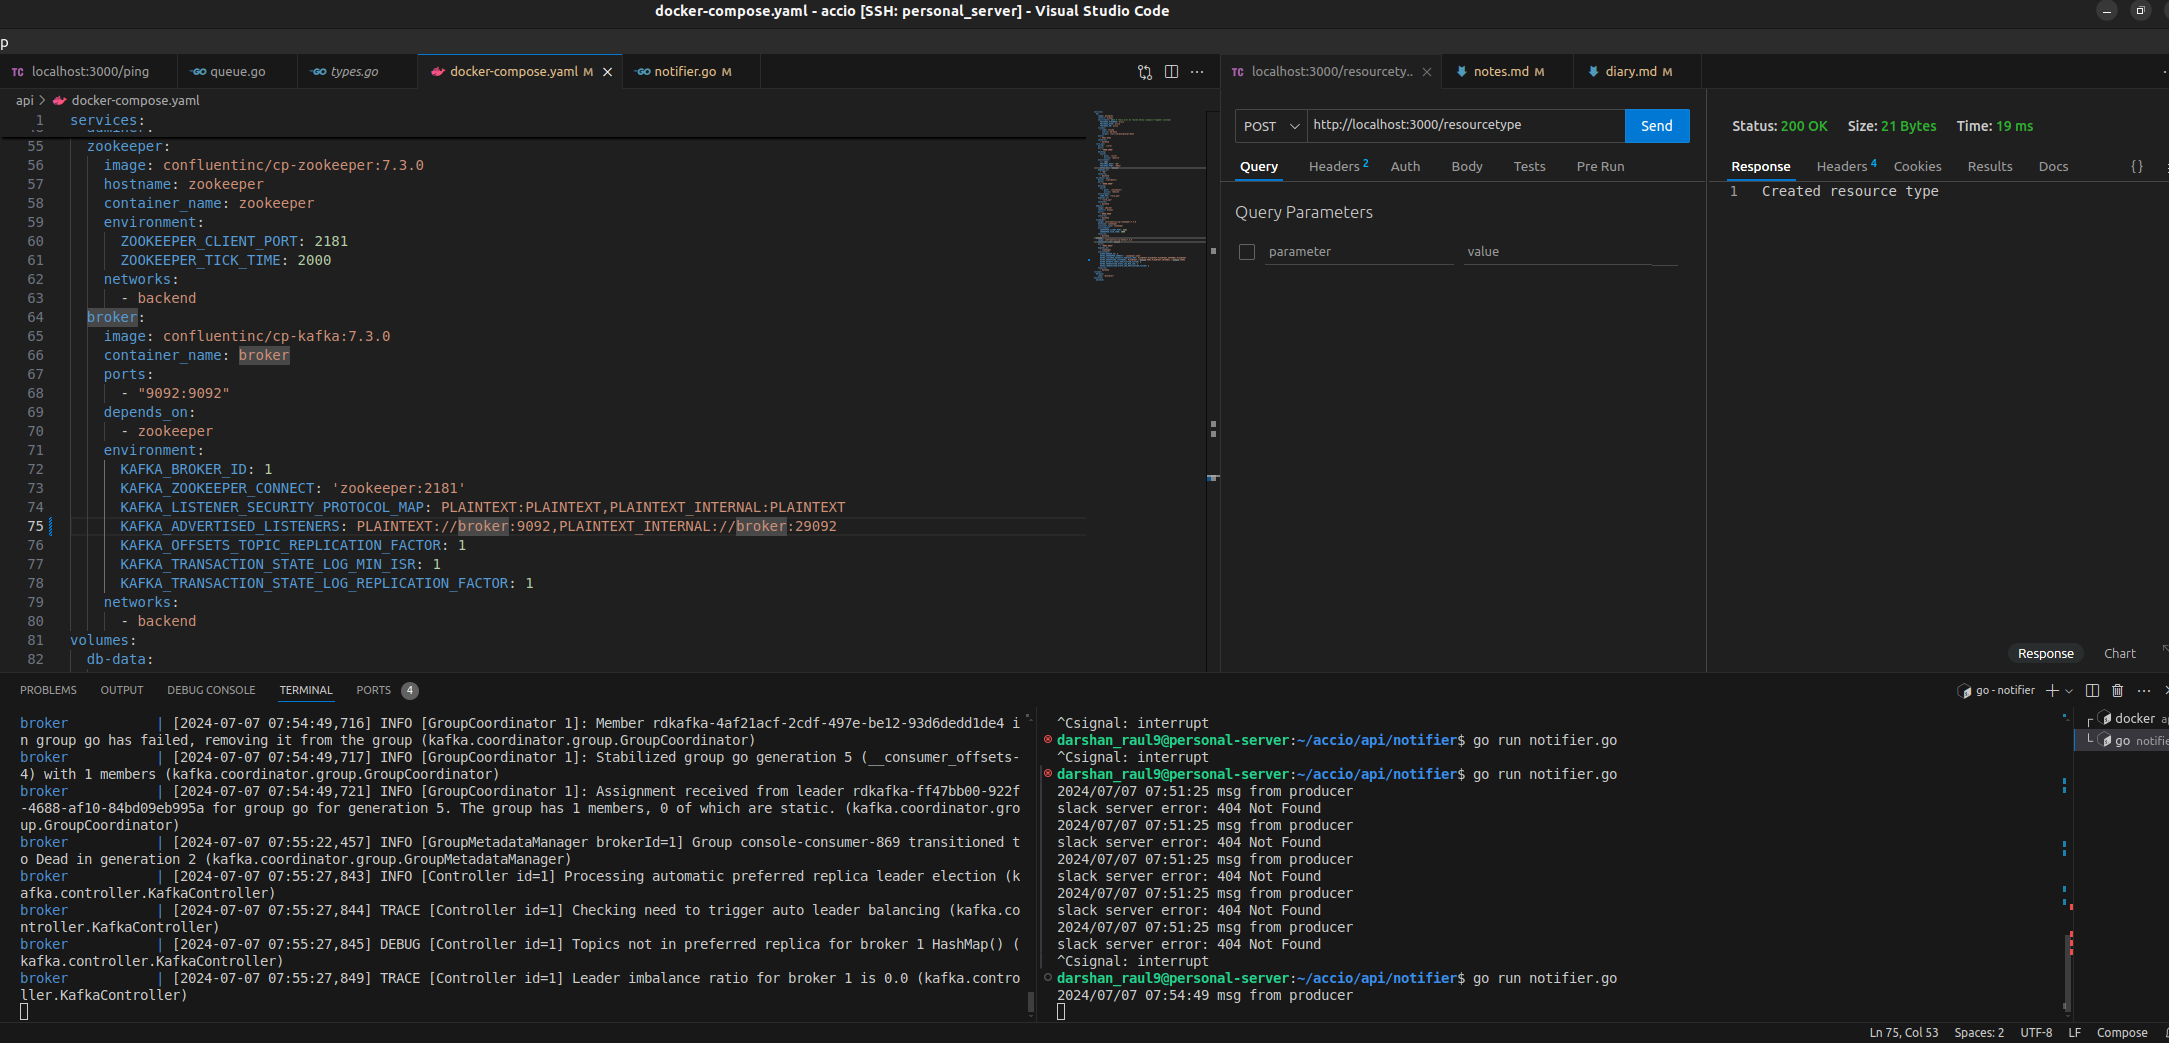 docker-compose.yaml - accio [SSH: personal_server] - Visual Studio Code
p
TC localhost:3000/ping
GO queue.go
GO types.go
docker-compose.yaml M
GO notifier.go M
TC localhost:3000/resourcety..
notes.md M
diary.md M
api > docker-compose.yaml
1 services:
55 zookeeper:
56 image: confluentinc/cp-zookeeper:7.3.0
57 hostname: zookeeper
58 container_name: zookeeper
59 environment:
60 ZOOKEEPER_CLIENT_PORT: 2181
61 ZOOKEEPER_TICK_TIME: 2000
62 networks:
63 - backend
64 broker:
65 image: confluentinc/cp-kafka:7.3.0
66 container_name: broker
67 ports:
68 - "9092:9092"
69 depends_on:
70 - zookeeper
71 environment:
72 KAFKA_BROKER_ID: 1
73 KAFKA_ZOOKEEPER_CONNECT: 'zookeeper:2181'
74 KAFKA_LISTENER_SECURITY_PROTOCOL_MAP: PLAINTEXT:PLAINTEXT,PLAINTEXT_INTERNAL:PLAINTEXT
75 KAFKA_ADVERTISED_LISTENERS: PLAINTEXT://broker:9092,PLAINTEXT_INTERNAL://broker:29092
76 KAFKA_OFFSETS_TOPIC_REPLICATION_FACTOR: 1
77 KAFKA_TRANSACTION_STATE_LOG_MIN_ISR: 1
78 KAFKA_TRANSACTION_STATE_LOG_REPLICATION_FACTOR: 1
79 networks:
80 - backend
81 volumes:
82 db-data:
POST http://localhost:3000/resourcetype Send
Query Headers 2 Auth Body Tests Pre Run
Query Parameters
parameter value
Status: 200 OK Size: 21 Bytes Time: 19 ms
Response Headers 4 Cookies Results Docs {}
1 Created resource type
Response Chart
PROBLEMS OUTPUT DEBUG CONSOLE TERMINAL PORTS 4
go - notifier
broker | [2024-07-07 07:54:49,716] INFO [GroupCoordinator 1]: Member rdkafka-4af21acf-2cdf-497e-be12-93d6dedd1de4 i
n group go has failed, removing it from the group (kafka.coordinator.group.GroupCoordinator)
broker | [2024-07-07 07:54:49,717] INFO [GroupCoordinator 1]: Stabilized group go generation 5 (__consumer_offsets-
4) with 1 members (kafka.coordinator.group.GroupCoordinator)
broker | [2024-07-07 07:54:49,721] INFO [GroupCoordinator 1]: Assignment received from leader rdkafka-ff47bb00-922f
-4688-af10-84bd09eb995a for group go for generation 5. The group has 1 members, 0 of which are static. (kafka.coordinator.gro
up.GroupCoordinator)
broker | [2024-07-07 07:55:22,457] INFO [GroupMetadataManager brokerId=1] Group console-consumer-869 transitioned t
o Dead in generation 2 (kafka.coordinator.group.GroupMetadataManager)
broker | [2024-07-07 07:55:27,843] INFO [Controller id=1] Processing automatic preferred replica leader election (k
afka.controller.KafkaController)
broker | [2024-07-07 07:55:27,844] TRACE [Controller id=1] Checking need to trigger auto leader balancing (kafka.co
ntroller.KafkaController)
broker | [2024-07-07 07:55:27,845] DEBUG [Controller id=1] Topics not in preferred replica for broker 1 HashMap() (
kafka.controller.KafkaController)
broker | [2024-07-07 07:55:27,849] TRACE [Controller id=1] Leader imbalance ratio for broker 1 is 0.0 (kafka.contro
ller.KafkaController)
^Csignal: interrupt
darshan_raul9@personal-server:~/accio/api/notifier$ go run notifier.go
^Csignal: interrupt
darshan_raul9@personal-server:~/accio/api/notifier$ go run notifier.go
2024/07/07 07:51:25 msg from producer
slack server error: 404 Not Found
2024/07/07 07:51:25 msg from producer
slack server error: 404 Not Found
2024/07/07 07:51:25 msg from producer
slack server error: 404 Not Found
2024/07/07 07:51:25 msg from producer
slack server error: 404 Not Found
2024/07/07 07:51:25 msg from producer
slack server error: 404 Not Found
^Csignal: interrupt
darshan_raul9@personal-server:~/accio/api/notifier$ go run notifier.go
2024/07/07 07:54:49 msg from producer
docker
go
Ln 75, Col 53 Spaces: 2 UTF-8 LF Compose